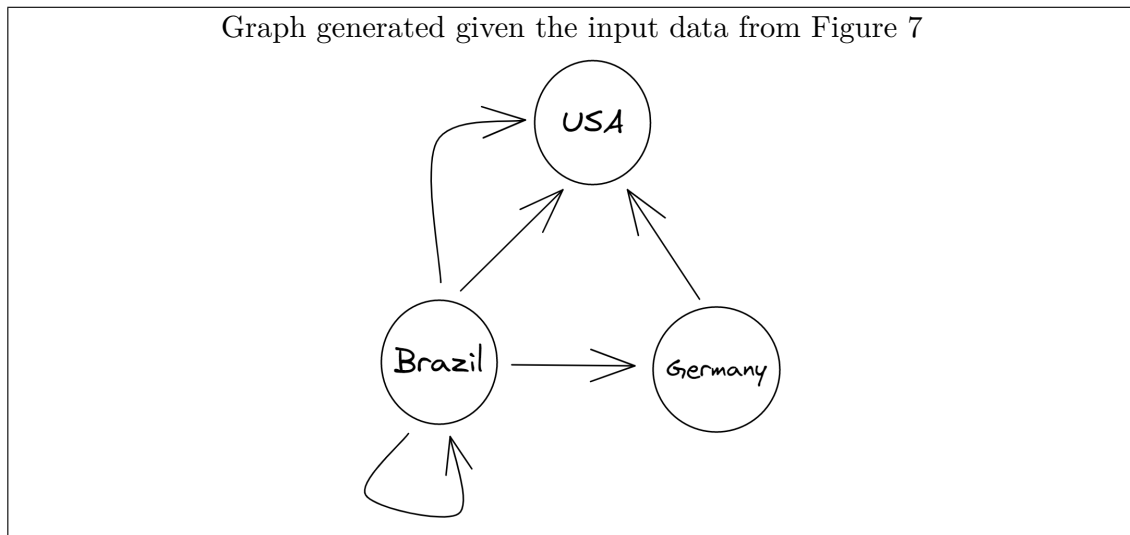 Graph generated given the input data from Figure 7
USA
Brazil
Germany